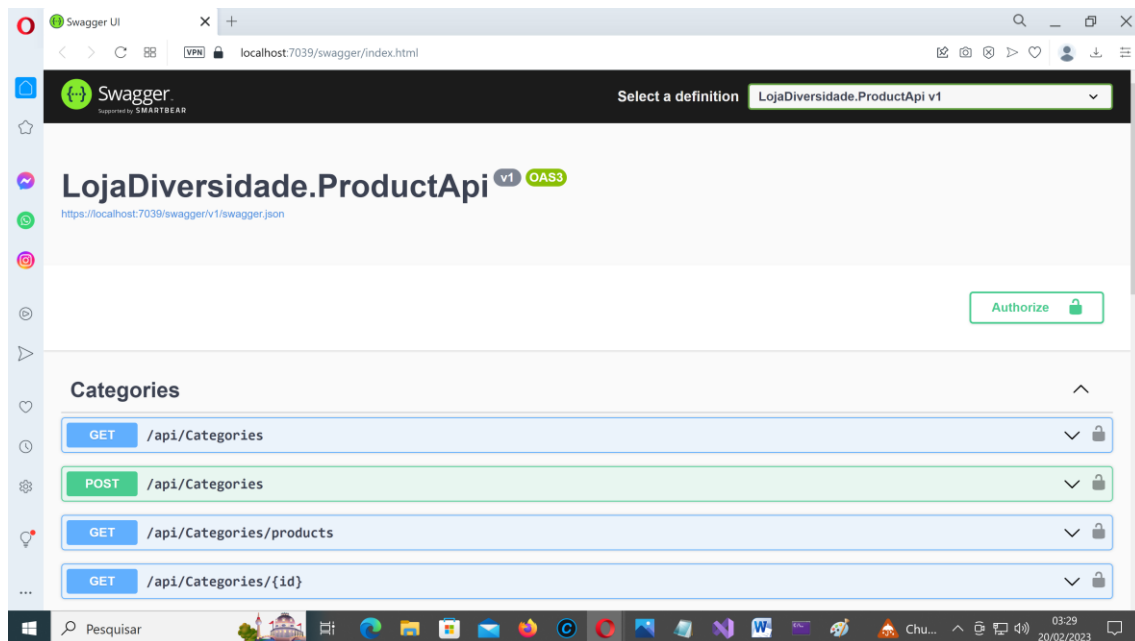 Swagger UI
VPN localhost:7039/swagger/index.html
{...} Swagger.
Supported by SMARTBEAR
Select a definition LojaDiversidade.ProductApi v1
LojaDiversidade.ProductApi v1 OAS3
https://localhost:7039/swagger/v1/swagger.json
Authorize
Categories
GET /api/Categories
POST /api/Categories
GET /api/Categories/products
GET /api/Categories/{id}
Pesquisar
Chu...
03:29
20/02/2023